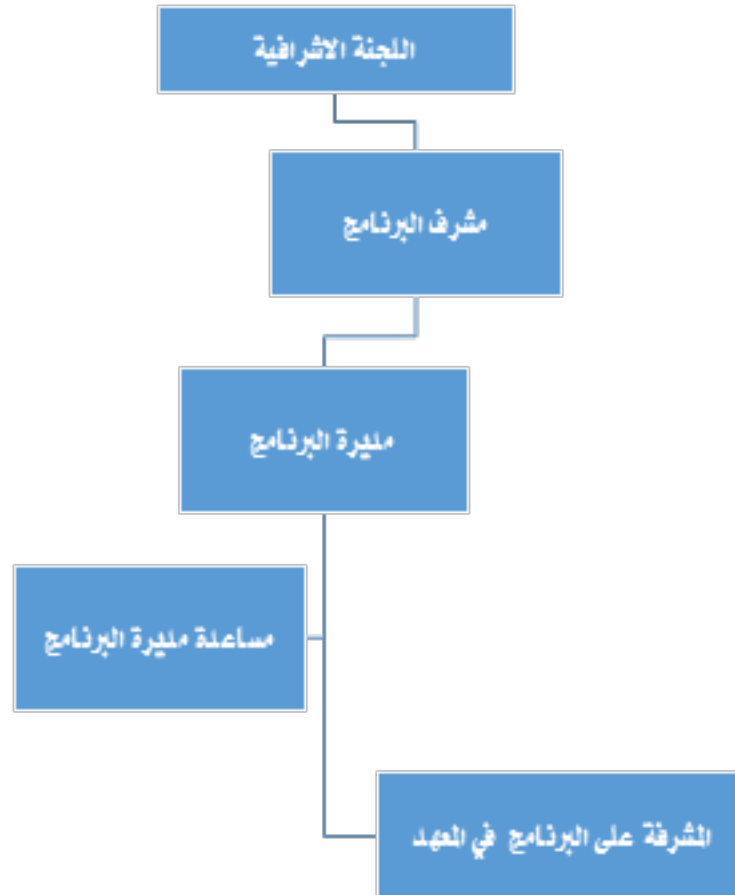 اللجنة الاشرافية
مشرف البرنامج
مديرة البرنامج
مساعدة مديرة البرنامج
المشرفة على البرنامج في المعهد